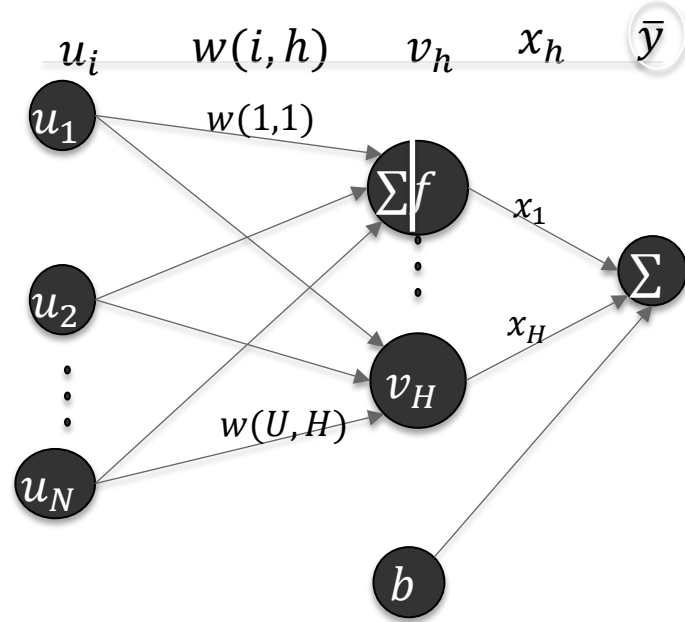 u_i w(i, h) v_h x_h ȳ
u_1 w(1,1)
∑ f
x_1
u_2
∑
x_H
v_H
w(U, H)
u_N
b